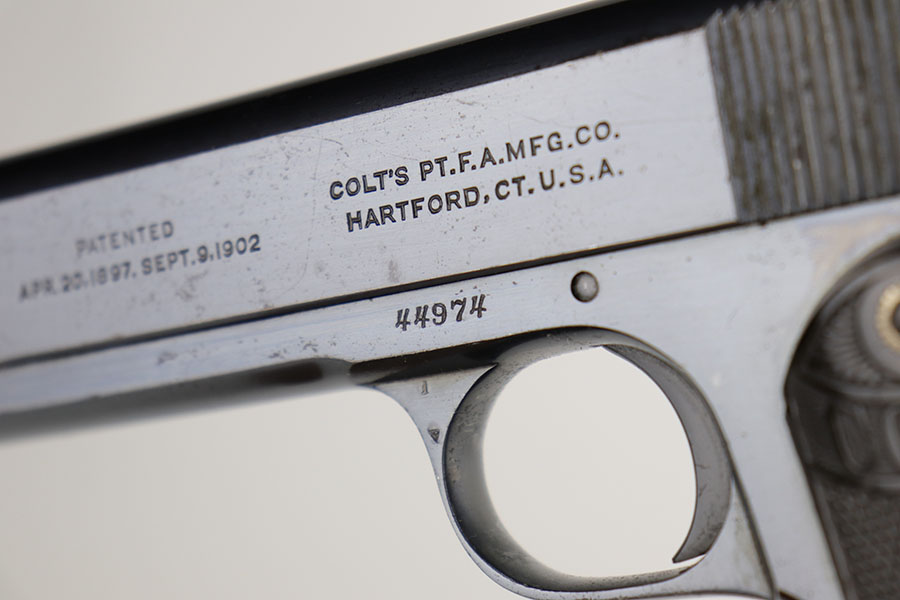 COLT'S PT.F.A.MFG.CO.
HARTFORD, CT. U.S.A.
PATENTED
APR.20.1897. SEPT.9,1902
44974